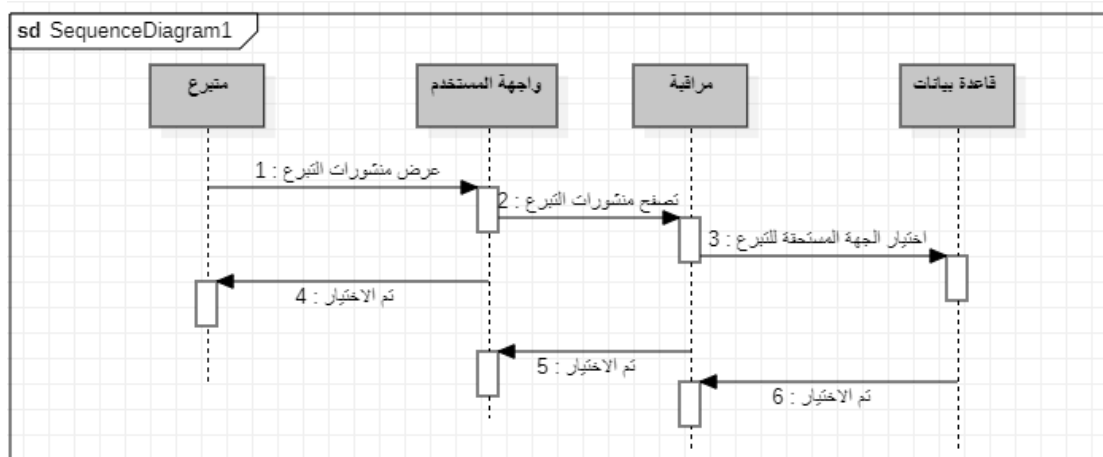 sd SequenceDiagram1
متبرع
واجهة المستخدم
مراقبة
قاعدة بيانات
1 : عرض منشورات التبرع
2 : تصفح منشورات التبرع
3 : اختيار الجهة المستحقة للتبرع
4 : تم الاختيار
5 : تم الاختيار
6 : تم الاختيار